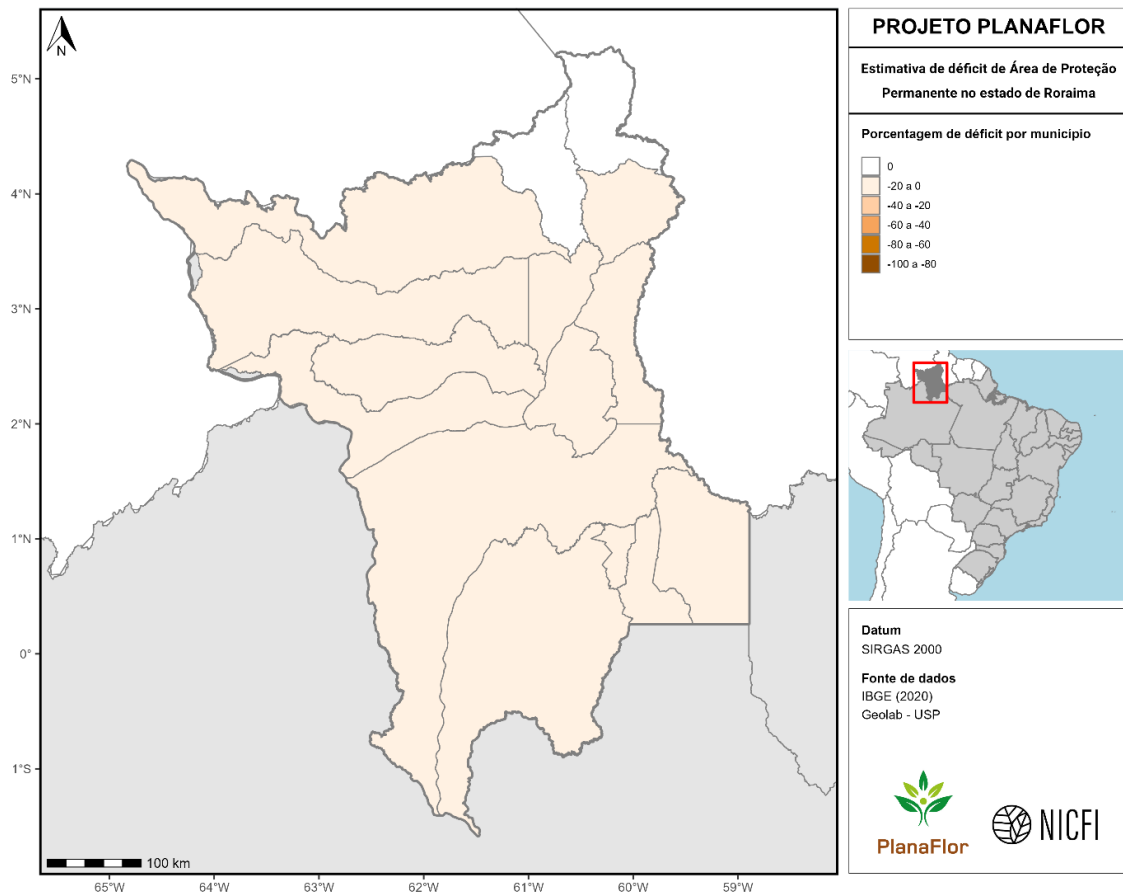 N
5°N
4°N
3°N
2°N
1°N
0°
1°S
100 km
65°W
64°W
63°W
62°W
61°W
60°W
59°W
PROJETO PLANAFLOR
Estimativa de déficit de Área de Proteção
Permanente no estado de Roraima
Porcentagem de déficit por município
0
-20 a 0
-40 a -20
-60 a -40
-80 a -60
-100 a -80
Datum
SIRGAS 2000
Fonte de dados
IBGE (2020)
Geolab - USP
PlanaFlor
NICFI